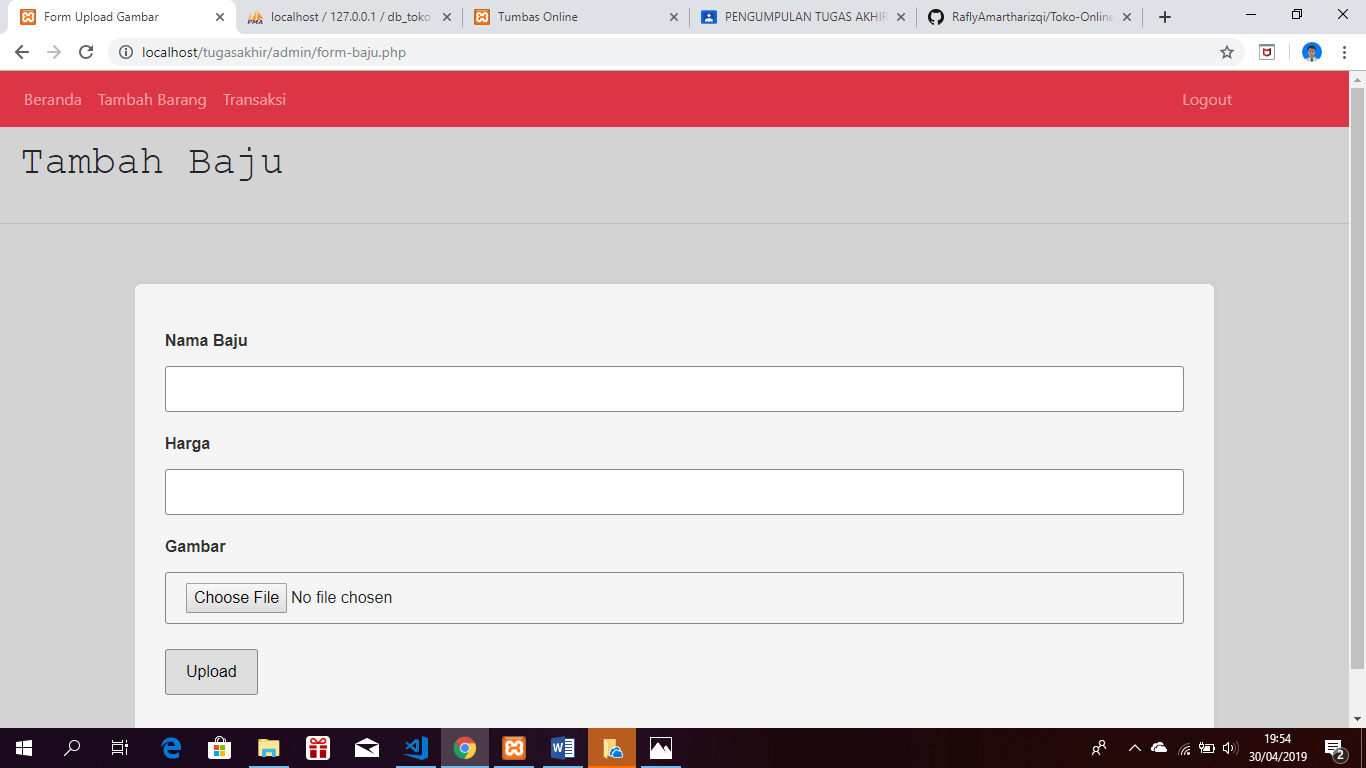 Form Upload Gambar
localhost / 127.0.0.1 / db_toko
Tumbas Online
PENGUMPULAN TUGAS AKHIR
RaflyAmartharizqi/Toko-Online
localhost/tugasakhir/admin/form-baju.php
Beranda Tambah Barang Transaksi Logout
Tambah Baju
Nama Baju
Harga
Gambar
Choose File No file chosen
Upload
19:54
30/04/2019
2